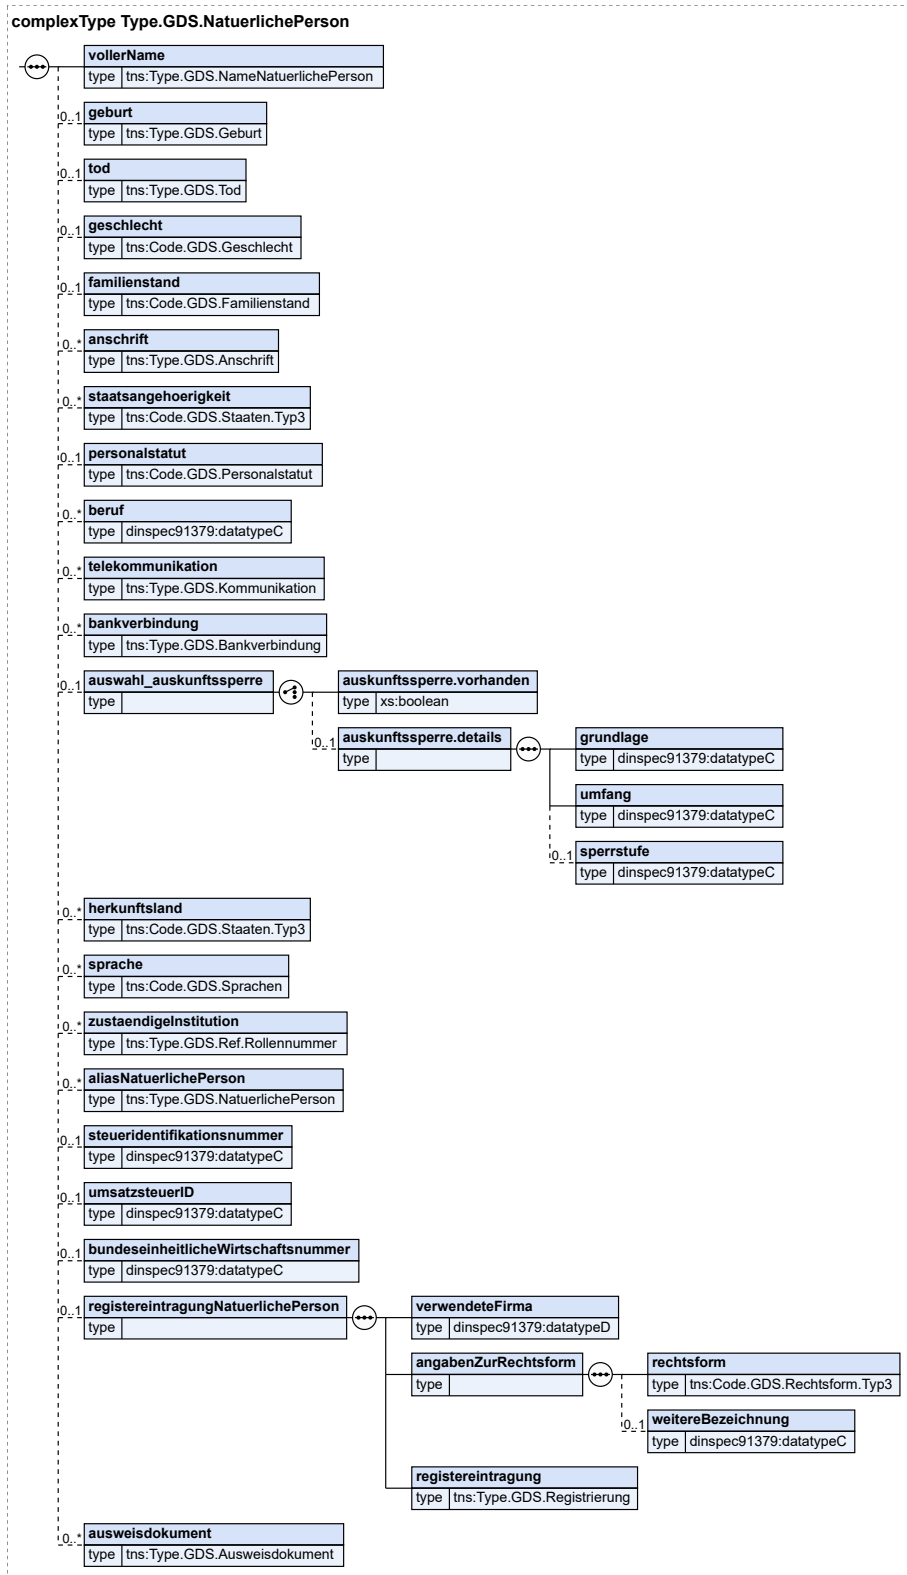 complexType Type.GDS.NatuerlichePerson
vollerName
type tns:Type.GDS.NameNatuerlichePerson
0..1 geburt
type tns:Type.GDS.Geburt
0..1 tod
type tns:Type.GDS.Tod
0..1 geschlecht
type tns:Code.GDS.Geschlecht
0..1 familienstand
type tns:Code.GDS.Familienstand
0..* anschrift
type tns:Type.GDS.Anschrift
0..* staatsangehoerigkeit
type tns:Code.GDS.Staaten.Typ3
0..1 personalstatut
type tns:Code.GDS.Personalstatut
0..* beruf
type dinspec91379:datatypeC
0..* telekommunikation
type tns:Type.GDS.Kommunikation
0..* bankverbindung
type tns:Type.GDS.Bankverbindung
0..1 auswahl_auskunftssperre auskunftssperre.vorhanden
type type xs:boolean
0..1 auskunftssperre.details grundlage
type type dinspec91379:datatypeC
umfang
type dinspec91379:datatypeC
0..1 sperrstufe
type dinspec91379:datatypeC
0..* herkunftsland
type tns:Code.GDS.Staaten.Typ3
0..* sprache
type tns:Code.GDS.Sprachen
0..* zustaendigeInstitution
type tns:Type.GDS.Ref.Rollennummer
0..* aliasNatuerlichePerson
type tns:Type.GDS.NatuerlichePerson
0..1 steueridentifikationsnummer
type dinspec91379:datatypeC
0..1 umsatzsteuerID
type dinspec91379:datatypeC
0..1 bundeseinheitlicheWirtschaftsnummer
type dinspec91379:datatypeC
0..1 registereintragungNatuerlichePerson verwendeteFirma
type type dinspec91379:datatypeD
angabenZurRechtsform rechtsform
type type tns:Code.GDS.Rechtsform.Typ3
0..1 weitereBezeichnung
type dinspec91379:datatypeC
registereintragung
type tns:Type.GDS.Registrierung
0..* ausweisdokument
type tns:Type.GDS.Ausweisdokument